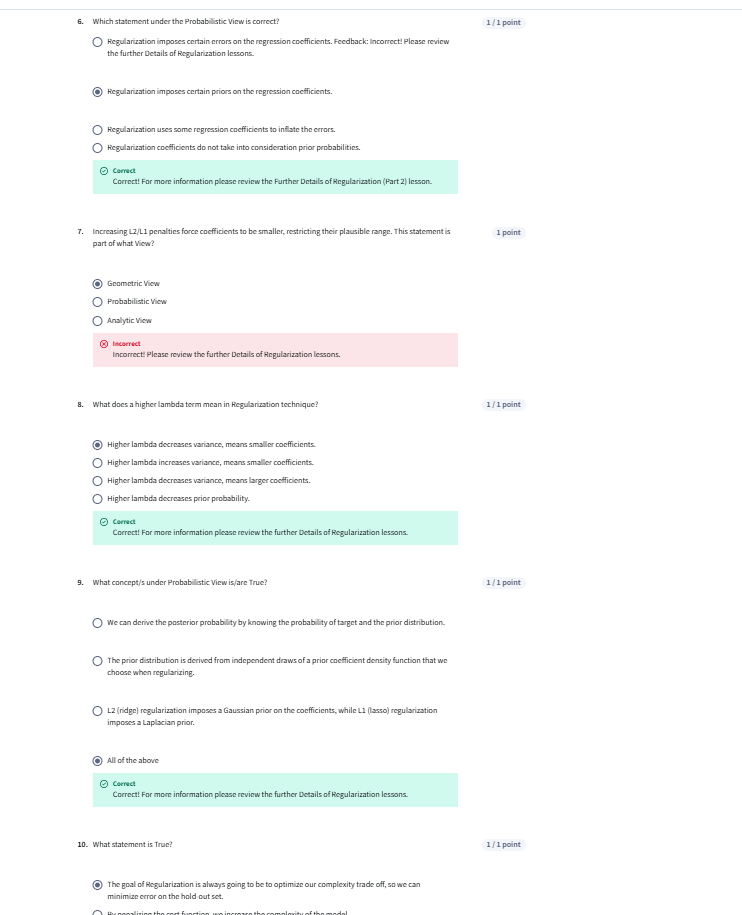 6. Which statement under the Probabilistic View is correct?
1 / 1 point
Regularization imposes certain errors on the regression coefficients. Feedback: Incorrect! Please review
the further Details of Regularization lessons.
Regularization imposes certain priors on the regression coefficients.
Regularization uses some regression coefficients to inflate the errors.
Regularization coefficients do not take into consideration prior probabilities.
Correct
Correct! For more information please review the Further Details of Regularization (Part 2) lesson.
7. Increasing L2/L1 penalties force coefficients to be smaller, restricting their plausible range. This statement is
part of what View?
1 point
Geometric View
Probabilistic View
Analytic View
Incorrect
Incorrect! Please review the further Details of Regularization lessons.
8. What does a higher lambda term mean in Regularization technique?
1 / 1 point
Higher lambda decreases variance, means smaller coefficients.
Higher lambda increases variance, means smaller coefficients.
Higher lambda decreases variance, means larger coefficients.
Higher lambda decreases prior probability.
Correct
Correct! For more information please review the further Details of Regularization lessons.
9. What concept/s under Probabilistic View is/are True?
1 / 1 point
We can derive the posterior probability by knowing the probability of target and the prior distribution.
The prior distribution is derived from independent draws of a prior coefficient density function that we
choose when regularizing.
L2 (ridge) regularization imposes a Gaussian prior on the coefficients, while L1 (lasso) regularization
imposes a Laplacian prior.
All of the above
Correct
Correct! For more information please review the further Details of Regularization lessons.
10. What statement is True?
1 / 1 point
The goal of Regularization is always going to be to optimize our complexity trade off, so we can
minimize error on the hold out set.
By penalizing the cost function, we increase the complexity of the model.